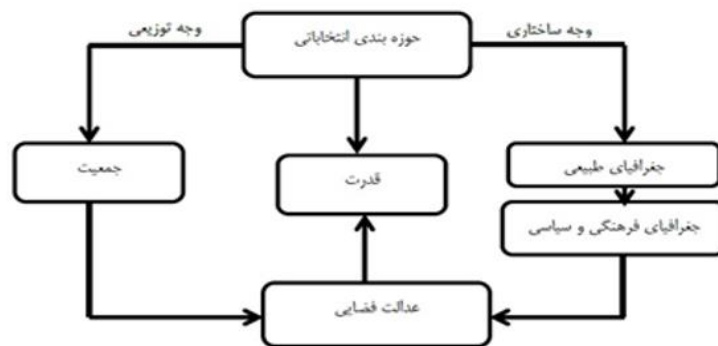 وجه ساختاری
حوزه بندی انتخاباتی
وجه توزیعی
جغرافیای طبیعی
قدرت
جمعیت
جغرافیای فرهنگی و سیاسی
عدالت فضایی